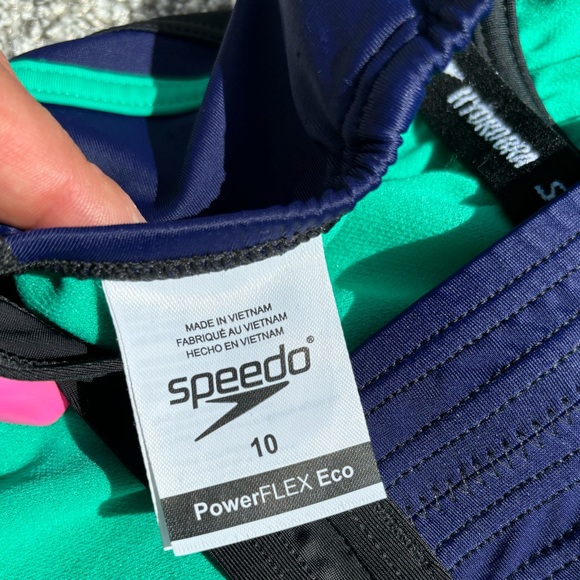 MADE IN VIETNAM
FABRIQUÉ AU VIETNAM
HECHO EN VIETNAM
speedo®
10
PowerFLEX Eco